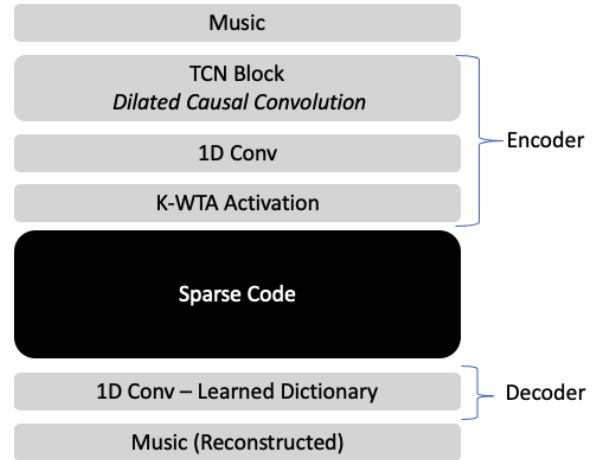 Music
TCN Block
Dilated Causal Convolution
1D Conv
K-WTA Activation
Encoder
Sparse Code
1D Conv – Learned Dictionary
Decoder
Music (Reconstructed)